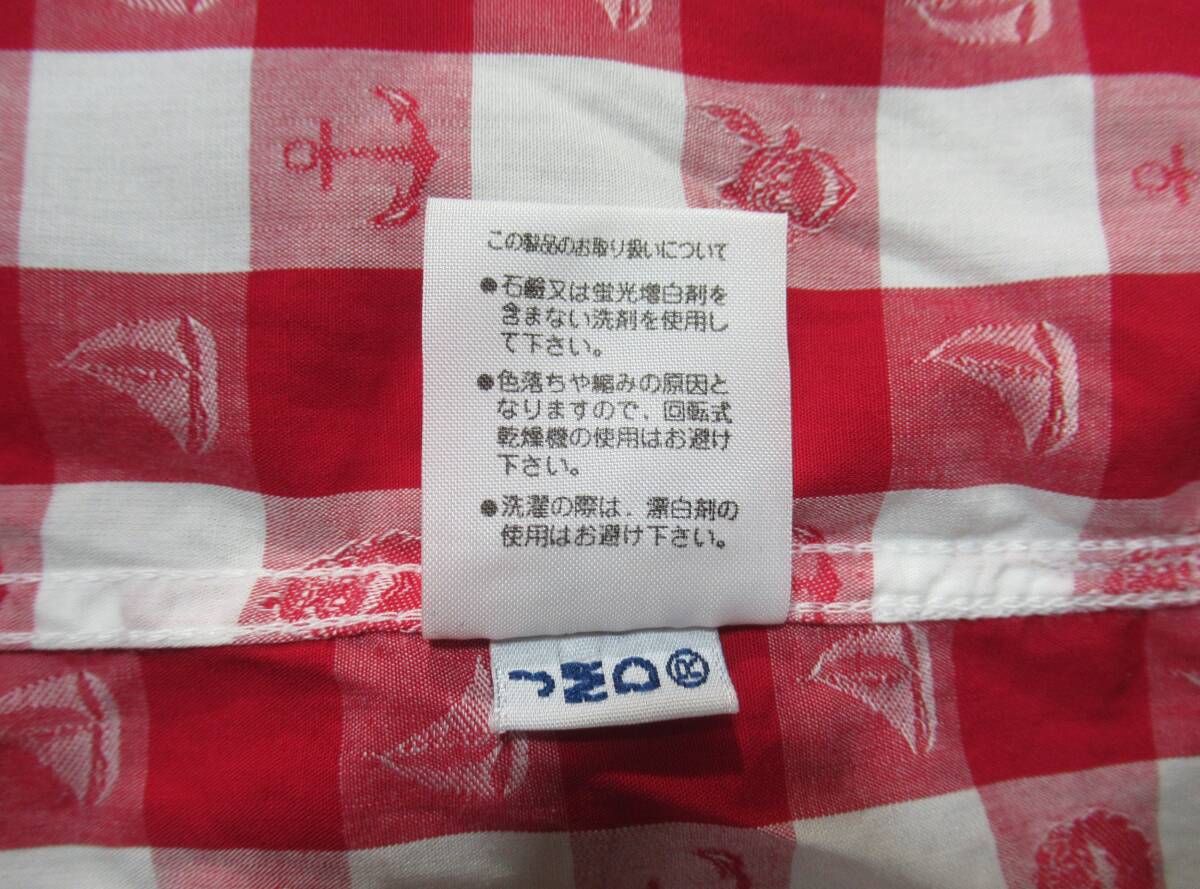 この製品のお取り扱いについて
●石鹼又は蛍光増白剤を
含まない洗剤を使用し
て下さい。
●色落ちや縮みの原因と
なりますので、回転式
乾燥機の使用はお避け
下さい。
●洗濯の際は、漂白剤の
使用はお避け下さい。
JMD®